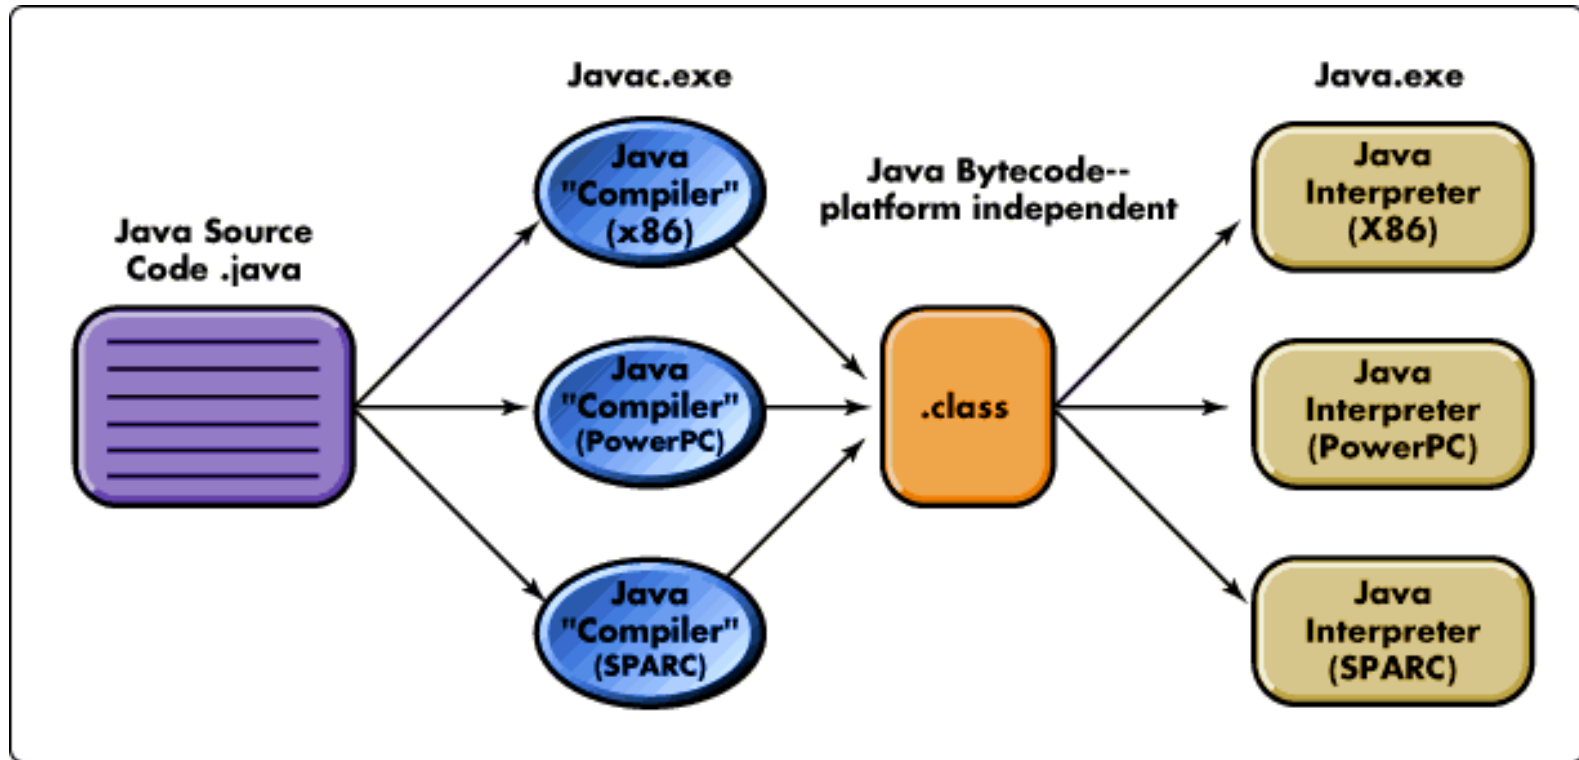 Javac.exe
Java.exe
Java Source
Code .java
Java
"Compiler"
(x86)
Java
"Compiler"
(PowerPC)
Java
"Compiler"
(SPARC)
Java Bytecode--
platform independent
.class
Java
Interpreter
(X86)
Java
Interpreter
(PowerPC)
Java
Interpreter
(SPARC)